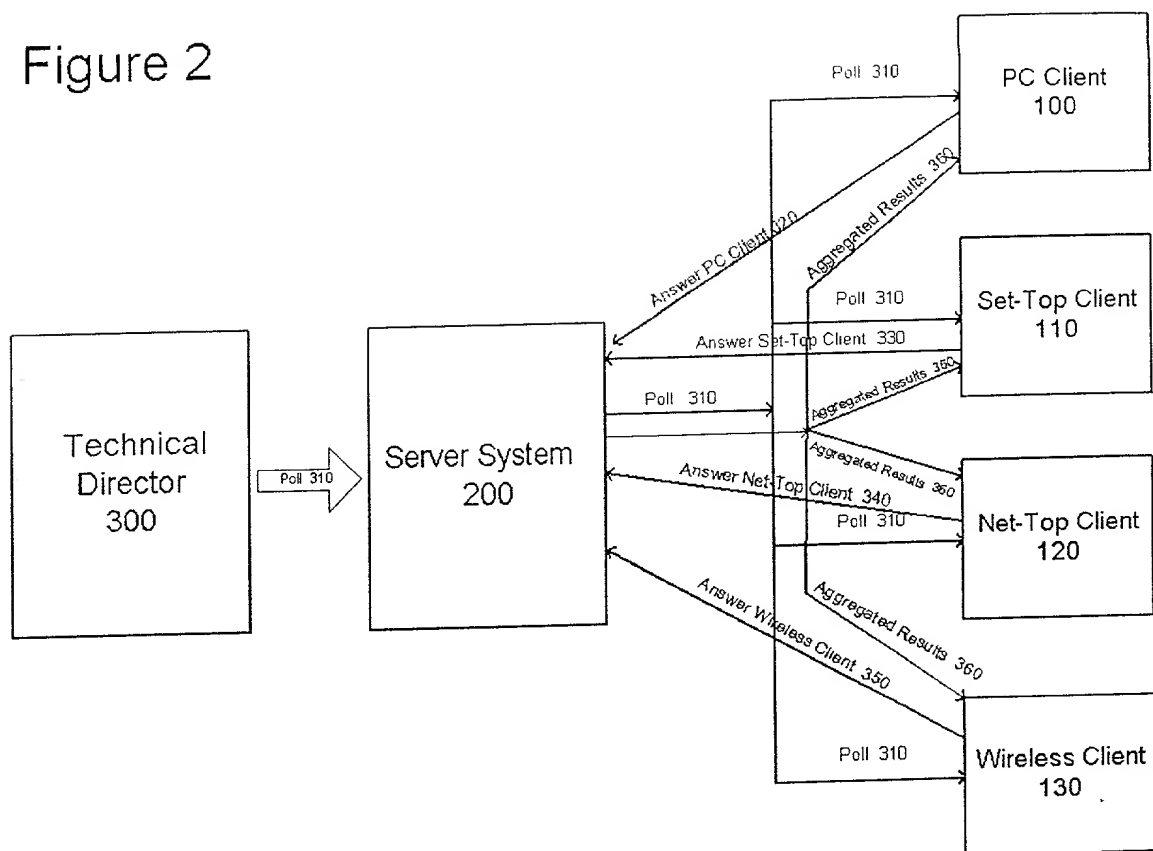 Figure 2
Poll 310
PC Client
100
Aggregated Results 360
Answer PC Client 320
Poll 310
Set-Top Client
110
Answer Set-Top Client 330
Aggregated Results 360
Poll 310
Technical
Director
300
Poll 310
Server System
200
Aggregated Results 360
Answer Net-Top Client 340
Poll 310
Net-Top Client
120
Answer Wireless Client 350
Aggregated Results 360
Poll 310
Wireless Client
130